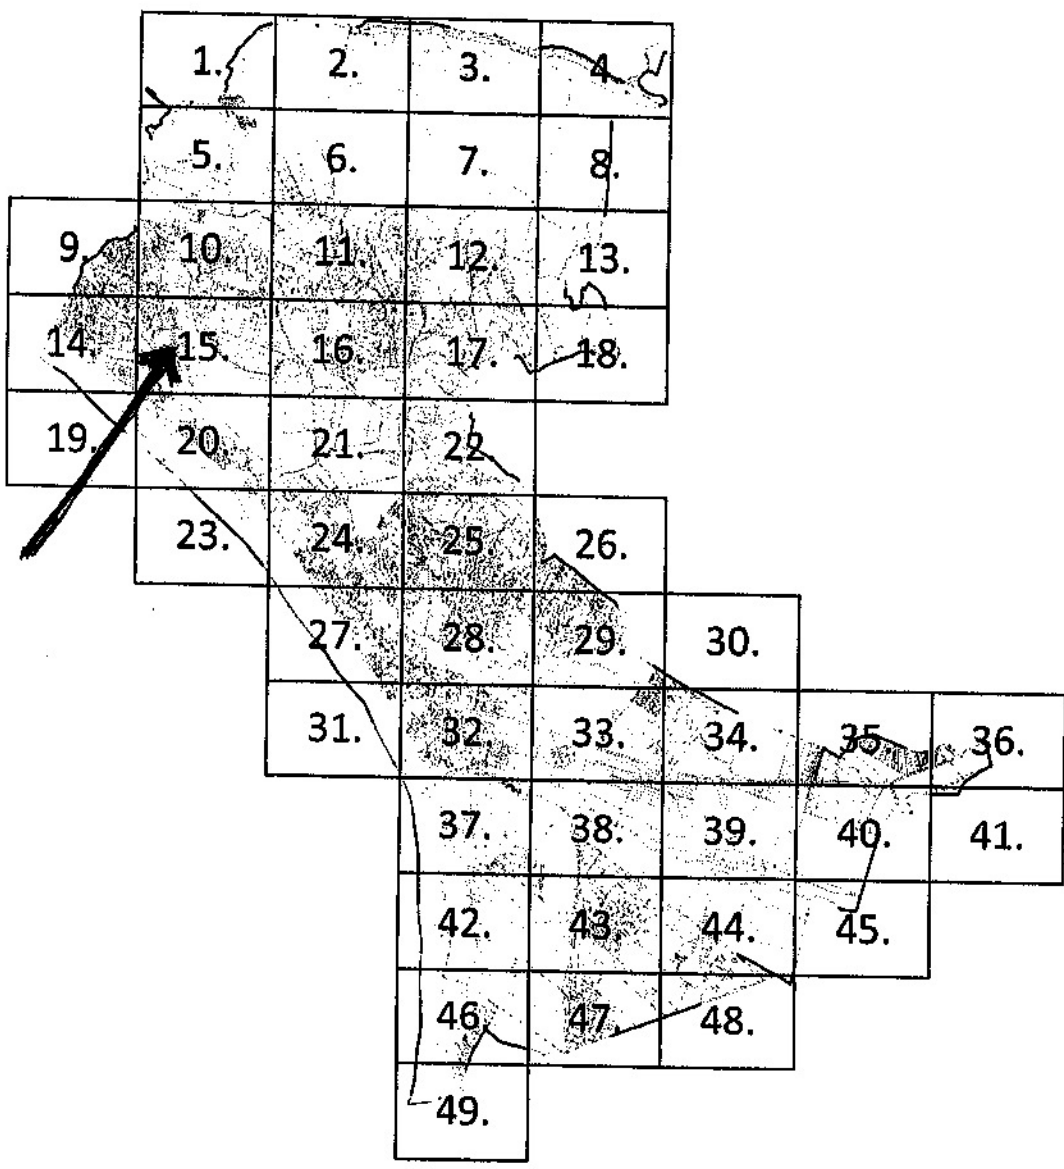 1. 2. 3. 4.
5. 6. 7. 8.
9. 10. 11. 12. 13.
14. 15. 16. 17. 18.
19. 20. 21. 22.
23. 24. 25. 26.
27. 28. 29. 30.
31. 32. 33. 34. 35. 36.
37. 38. 39. 40. 41.
42. 43. 44. 45.
46. 47. 48.
49.